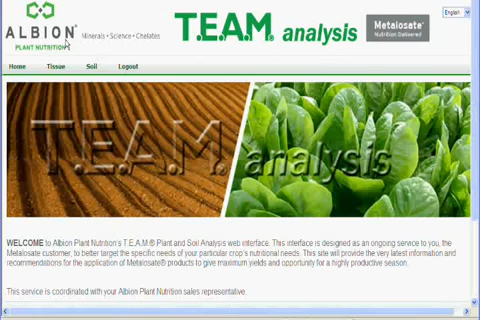 English
ALBION®
PLANT NUTRITION
Minerals • Science • Chelates
T.E.A.M.® analysis
Metalosate®
Nutrition Delivered
Home Tissue Soil Logout
T.E.A.M. analysis
WELCOME to Albion Plant Nutrition's T.E.A.M.® Plant and Soil Analysis web interface. This interface is designed as an ongoing service to you, the
Metalosate customer, to better target the specific needs of your particular crop's nutritional needs. This site will provide the very latest information and
recommendations for the application of Metalosate® products to give maximum yields and opportunity for a highly productive season.
This service is coordinated with your Albion Plant Nutrition sales representative.